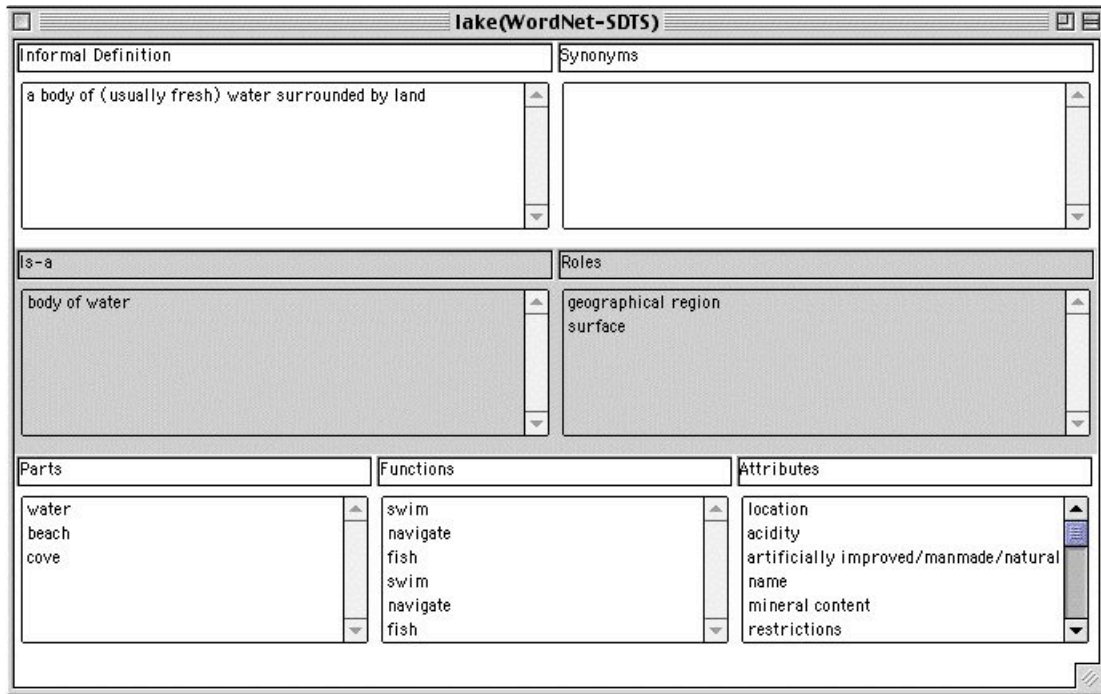 lake(WordNet-SDTS)
Informal Definition
Synonyms
a body of (usually fresh) water surrounded by land
Is-a
Roles
body of water
geographical region
surface
Parts
Functions
Attributes
water
beach
cove
swim
navigate
fish
swim
navigate
fish
location
acidity
artificially improved/manmade/natural
name
mineral content
restrictions